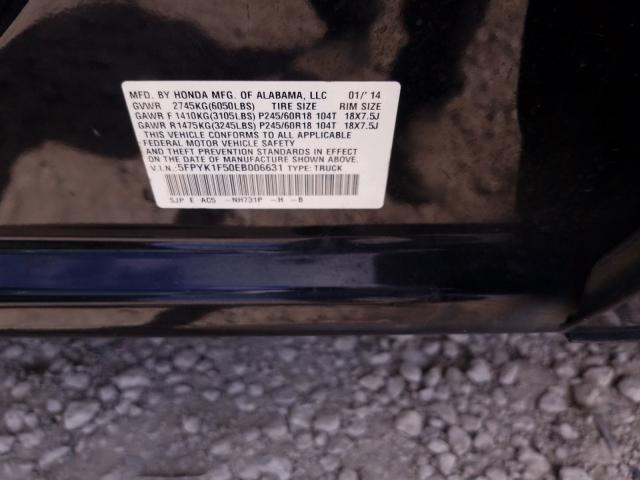 MFD. BY HONDA MFG. OF ALABAMA, LLC 01/'14
GVWR 2745KG(6050LBS) TIRE SIZE RIM SIZE
GAWR F 1410KG(3105LBS) P245/60R18 104T 18X7.5J
GAWR R1475KG(3245LBS) P245/60R18 104T 18X7.5J
THIS VEHICLE CONFORMS TO ALL APPLICABLE
FEDERAL MOTOR VEHICLE SAFETY
AND THEFT PREVENTION STANDARDS IN EFFECT ON
THE DATE OF MANUFACTURE SHOWN ABOVE.
V.I.N.:5FPYK1F50EB006631 TYPE:TRUCK
SJP E AC5 -NH731P -H -B